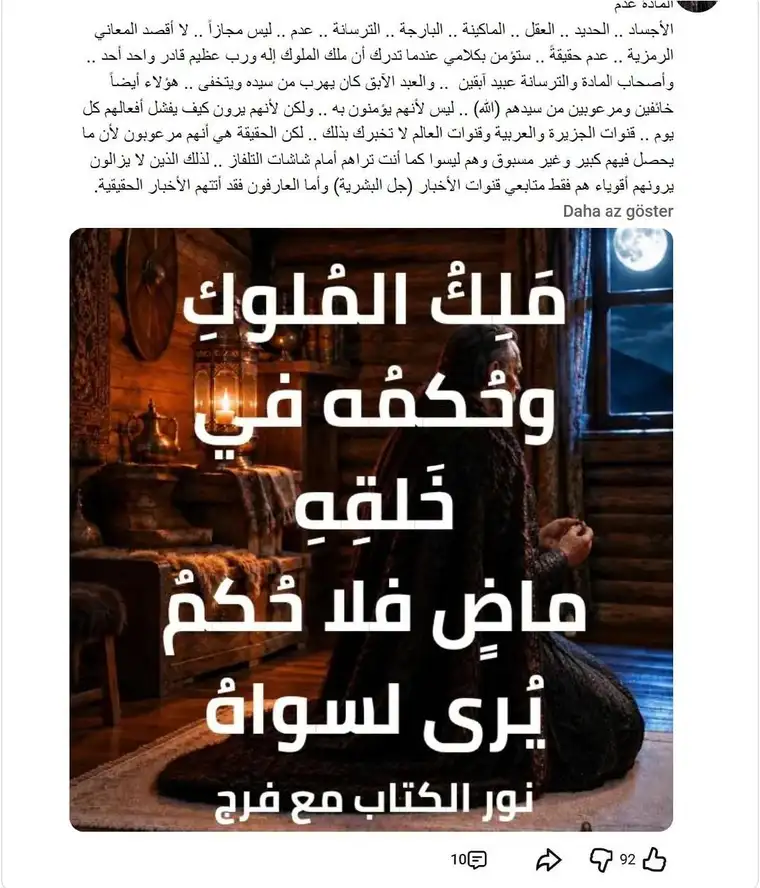 المادة عدم
الأجساد .. الحديد .. العقل .. الماكينة .. البارجة .. الترسانة .. عدم .. ليس مجازاً .. لا أقصد المعاني
الرمزية .. عدم حقيقةً .. ستؤمن بكلامي عندما تدرك أن ملك الملوك إله ورب عظيم قادر واحد أحد ..
وأصحاب المادة والترسانة عبيد آبقين .. والعبد الآبق كان يهرب من سيده ويتخفى .. هؤلاء أيضاً
خائفين ومرعوبين من سيدهم (الله) .. ليس لأنهم يؤمنون به .. ولكن لأنهم يرون كيف يفشل أفعالهم كل
يوم .. قنوات الجزيرة والعربية وقنوات العالم لا تخبرك بذلك .. لكن الحقيقة هي أنهم مرعوبون لأن ما
يحصل فيهم كبير وغير مسبوق وهم ليسوا كما أنت تراهم أمام شاشات التلفاز .. لذلك الذين لا يزالون
يرونهم أقوياء هم فقط متابعي قنوات الأخبار (جل البشرية) وأما العارفون فقد أتتهم الأخبار الحقيقية.
Daha az göster
مَلِكُ المُلوكِ
وحُكمُه في
خَلقِهِ
ماضٍ فلا حُكمٌ
يُرى لسواهُ
نور الكتاب مع فرج
92
10